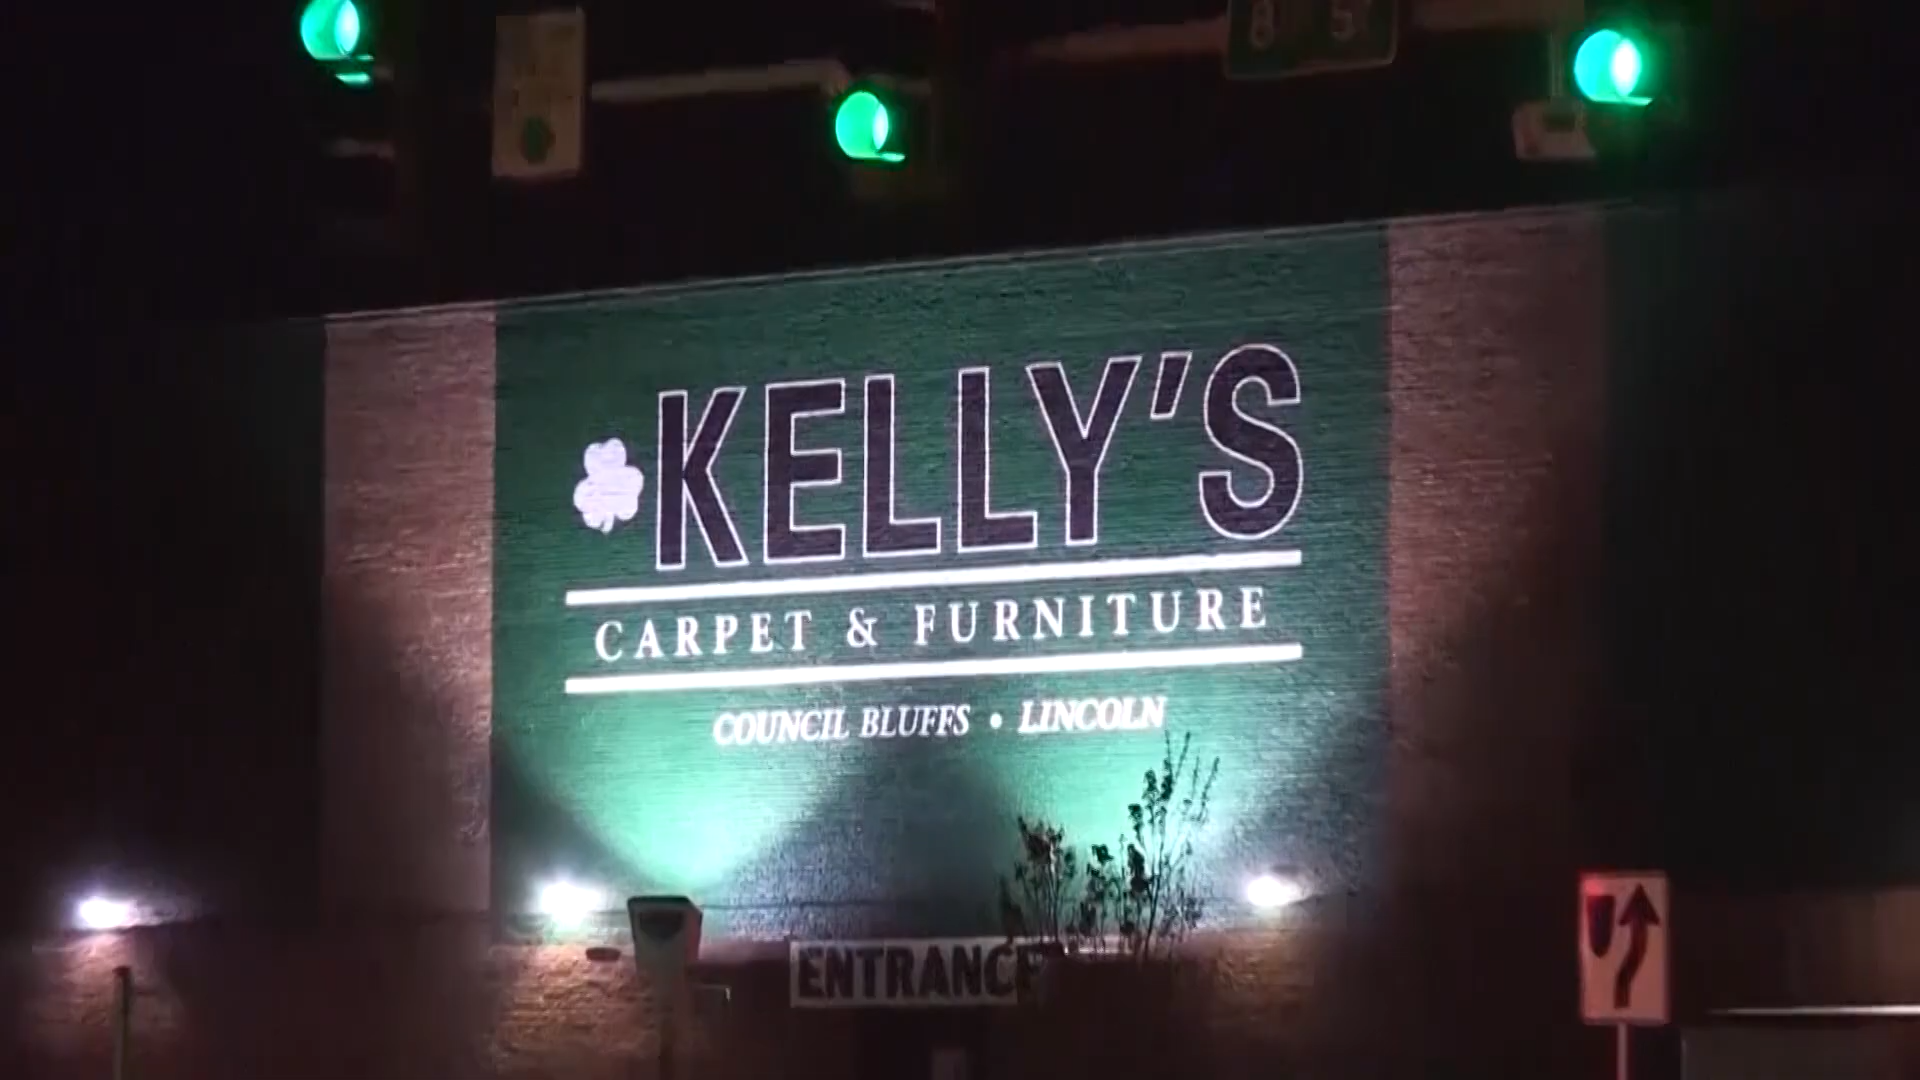 KELLY'S
CARPET & FURNITURE
COUNCIL BLUFFS • LINCOLN
ENTRANCE